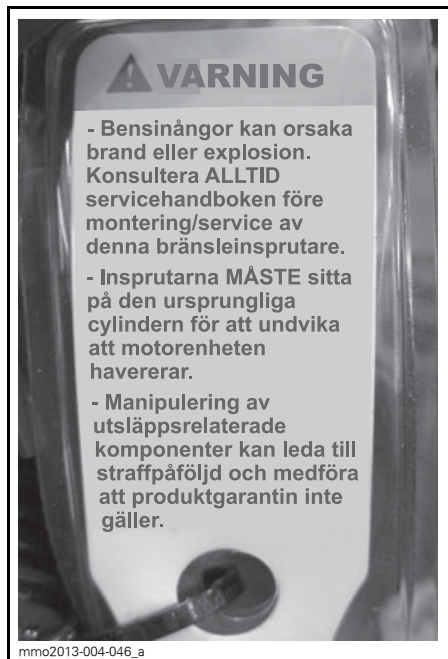 VARNING
- Bensinångor kan orsaka
brand eller explosion.
Konsultera ALLTID
servicehandboken före
montering/service av
denna bränsleinsprutare.
- Insprutarna MÅSTE sitta
på den ursprungliga
cylindern för att undvika
att motorenheten
havererar.
- Manipulering av
utsläppsrelaterade
komponenter kan leda till
straffpåföljd och medföra
att produktgarantin inte
gäller.
mmo2013-004-046_a